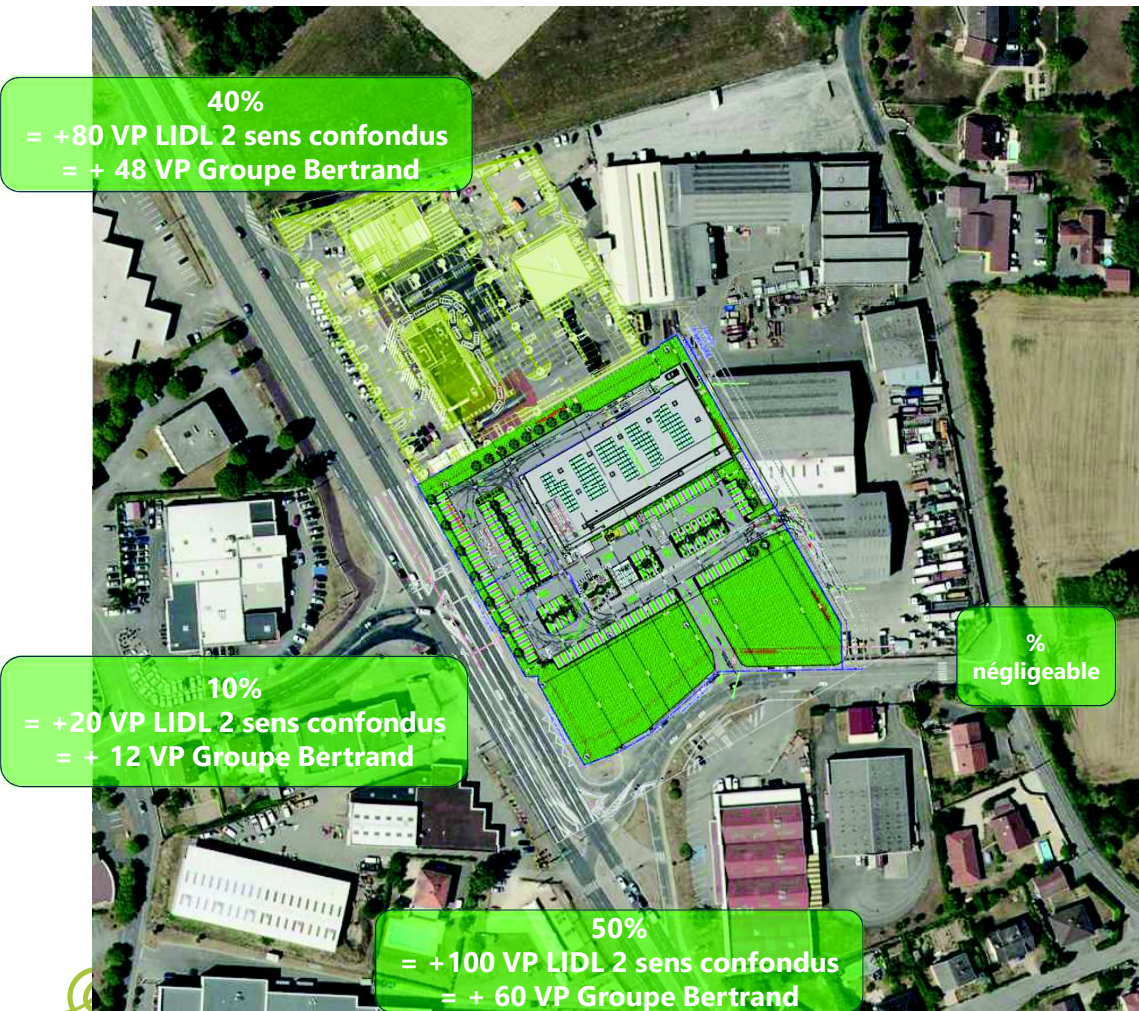 40%
= +80 VP LIDL 2 sens confondus
= + 48 VP Groupe Bertrand
10%
= +20 VP LIDL 2 sens confondus
= + 12 VP Groupe Bertrand
%
négligeable
50%
= +100 VP LIDL 2 sens confondus
= + 60 VP Groupe Bertrand